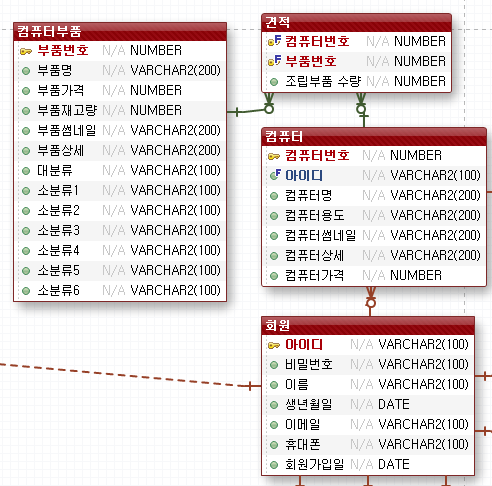 컴퓨터부품
부품번호 N/A NUMBER
부품명 N/A VARCHAR2(200)
부품가격 N/A NUMBER
부품재고량 N/A NUMBER
부품썸네일 N/A VARCHAR2(200)
부품상세 N/A VARCHAR2(200)
대분류 N/A VARCHAR2(100)
소분류1 N/A VARCHAR2(100)
소분류2 N/A VARCHAR2(100)
소분류3 N/A VARCHAR2(100)
소분류4 N/A VARCHAR2(100)
소분류5 N/A VARCHAR2(100)
소분류6 N/A VARCHAR2(100)
견적
F 컴퓨터번호 N/A NUMBER
F 부품번호 N/A NUMBER
조립부품 수량 N/A NUMBER
컴퓨터
컴퓨터번호 N/A NUMBER
F 아이디 N/A VARCHAR2(100)
컴퓨터명 N/A VARCHAR2(200)
컴퓨터용도 N/A VARCHAR2(200)
컴퓨터썸네일 N/A VARCHAR2(200)
컴퓨터상세 N/A VARCHAR2(200)
컴퓨터가격 N/A NUMBER
회원
아이디 N/A VARCHAR2(100)
비밀번호 N/A VARCHAR2(100)
이름 N/A VARCHAR2(100)
생년월일 N/A DATE
이메일 N/A VARCHAR2(100)
휴대폰 N/A VARCHAR2(100)
회원가입일 N/A DATE